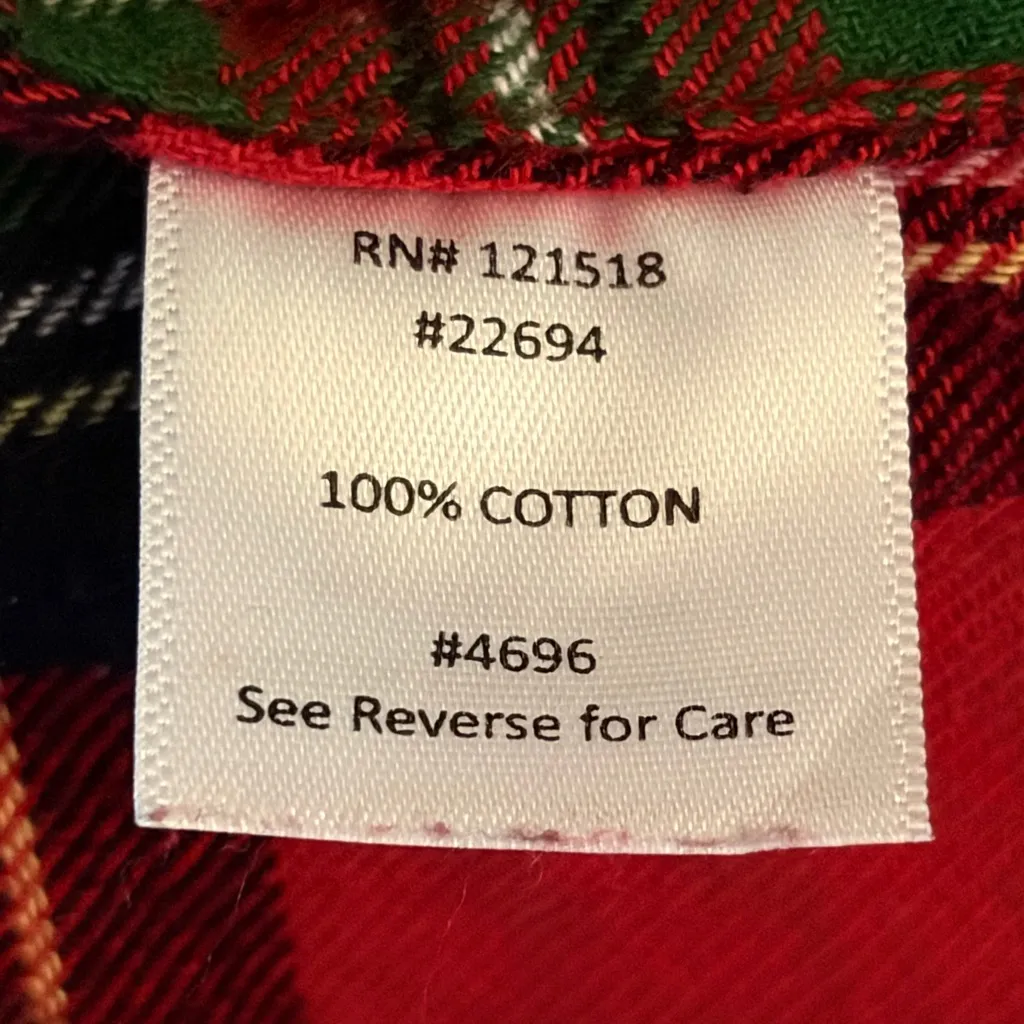 RN# 121518
#22694
100% COTTON
#4696
See Reverse for Care